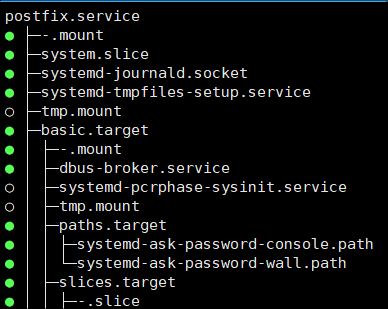 postfix.service
● ├─-.mount
● ├─system.slice
● ├─systemd-journald.socket
● ├─systemd-tmpfiles-setup.service
○ ├─tmp.mount
● ├─basic.target
● │ ├─-.mount
● │ ├─dbus-broker.service
○ │ ├─systemd-pcrphase-sysinit.service
○ │ ├─tmp.mount
● │ ├─paths.target
● │ │ ├─systemd-ask-password-console.path
● │ │ └─systemd-ask-password-wall.path
● │ ├─slices.target
● │ │ ├─-.slice